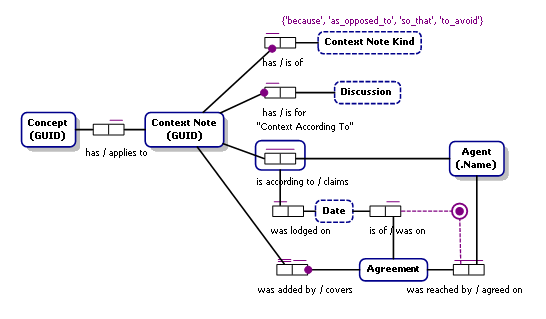 {'because', 'as_opposed_to', 'so_that', 'to_avoid'}
Context Note Kind
has / is of
Discussion
has / is for
"Context According To"
Concept
(GUID)
has / applies to
Context Note
(GUID)
is according to / claims
Agent
(.Name)
Date
was lodged on
is of / was on
Agreement
was added by / covers
was reached by / agreed on